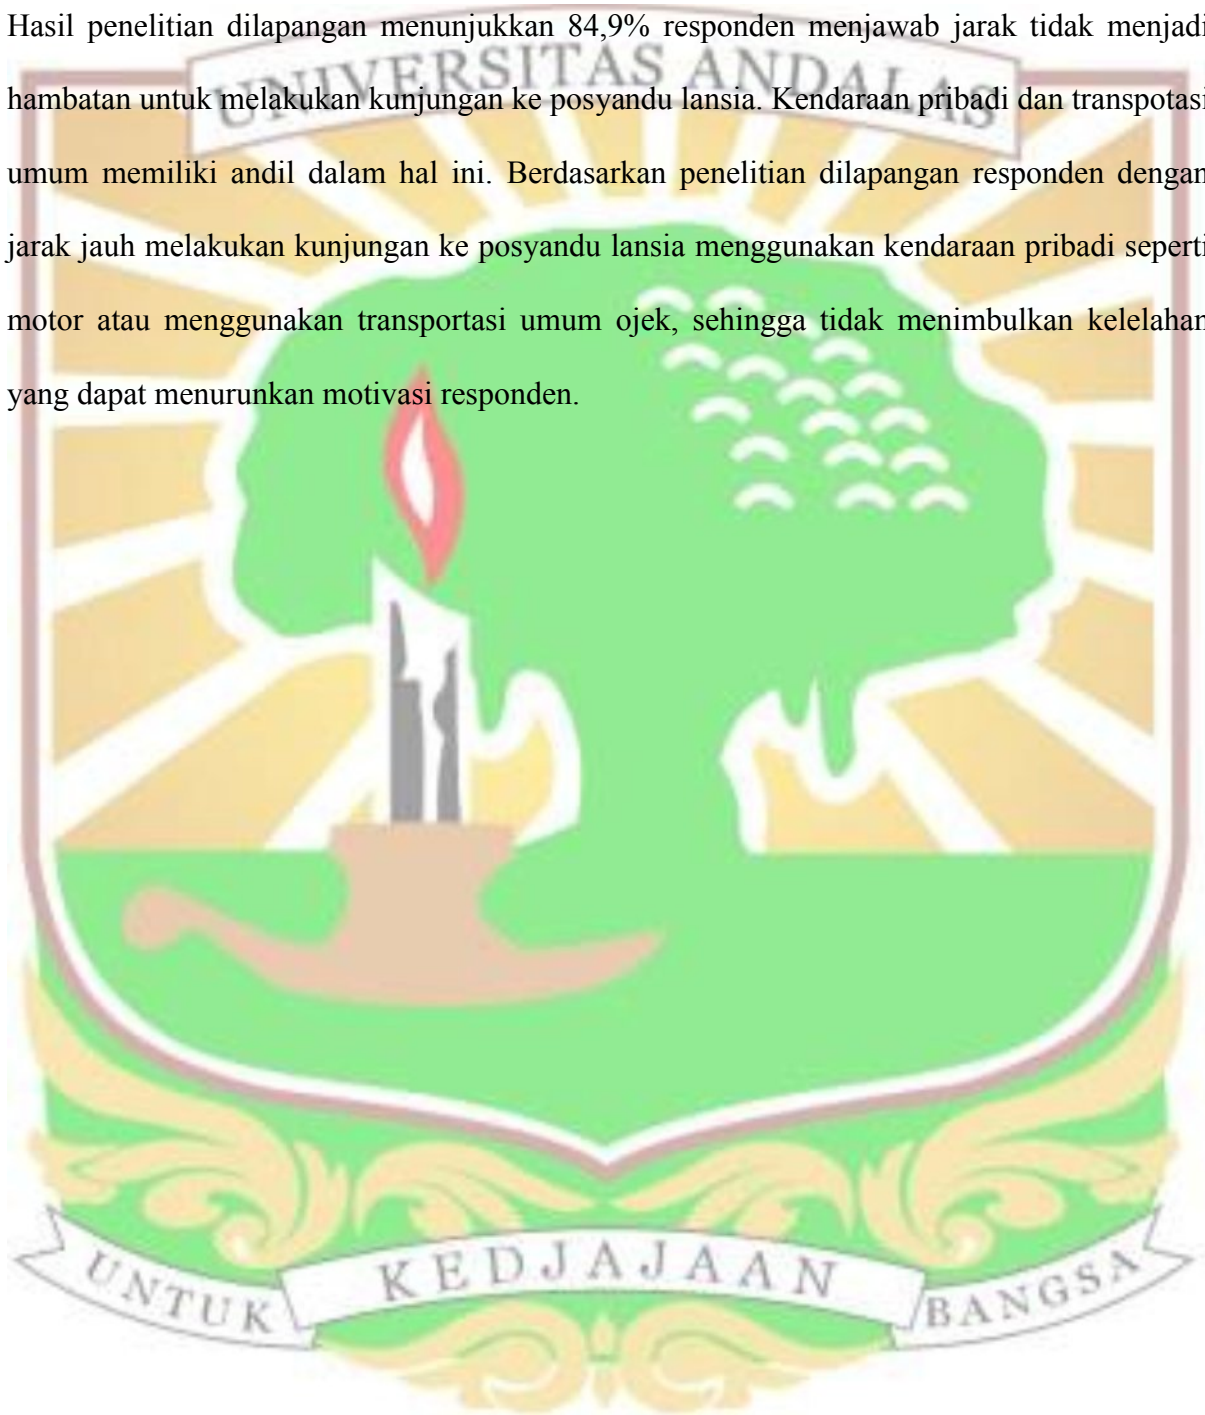 Hasil penelitian dilapangan menunjukkan 84,9% responden menjawab jarak tidak menjadi
UNIVERSITAS ANDALAS
hambatan untuk melakukan kunjungan ke posyandu lansia. Kendaraan pribadi dan transpotasi
umum memiliki andil dalam hal ini. Berdasarkan penelitian dilapangan responden dengan
jarak jauh melakukan kunjungan ke posyandu lansia menggunakan kendaraan pribadi seperti
motor atau menggunakan transportasi umum ojek, sehingga tidak menimbulkan kelelahan
yang dapat menurunkan motivasi responden.
UNTUK KEDJAJAAN BANGSA